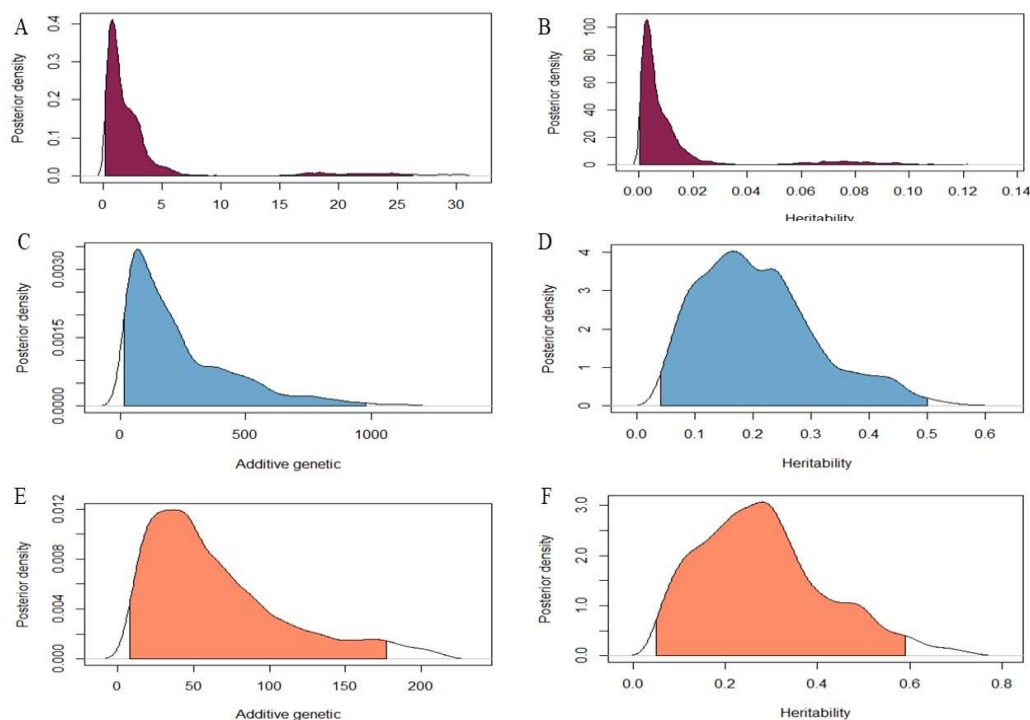 A
Posterior density
0.4
0.3
0.2
0.1
0.0
0 5 10 15 20 25 30
B
Posterior density
100
80
60
40
20
0
0.00 0.02 0.04 0.06 0.08 0.10 0.12 0.14
Heritability
C
Posterior density
0.0030
0.0015
0.0000
0 500 1000
Additive genetic
D
Posterior density
4
3
2
1
0
0.0 0.1 0.2 0.3 0.4 0.5 0.6
Heritability
E
Posterior density
0.012
0.008
0.004
0.000
0 50 100 150 200
Additive genetic
F
Posterior density
3.0
2.0
1.0
0.0
0.0 0.2 0.4 0.6 0.8
Heritability